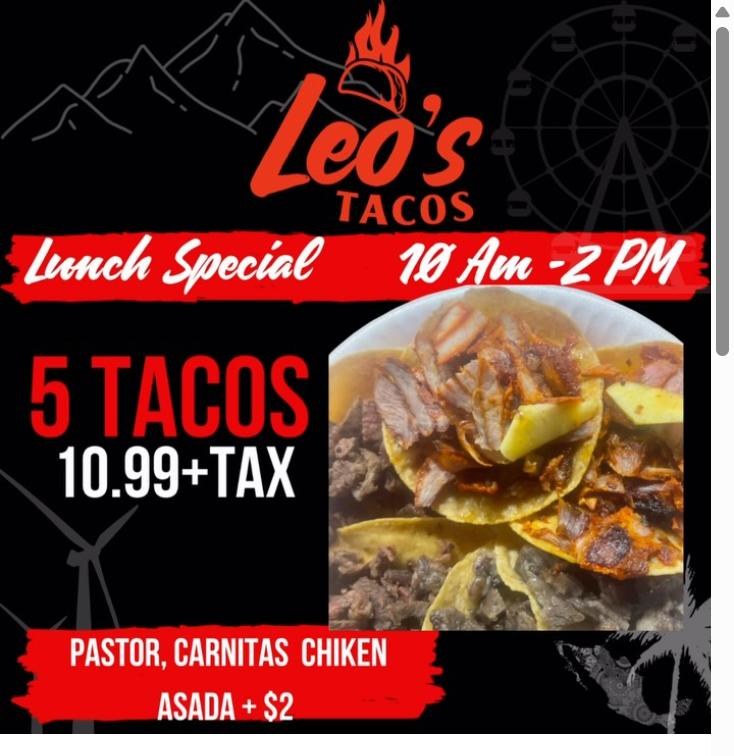 Leo's
TACOS
Lunch Special 10 Am - 2 PM
5 TACOS
10.99+TAX
PASTOR, CARNITAS CHIKEN
ASADA + $2